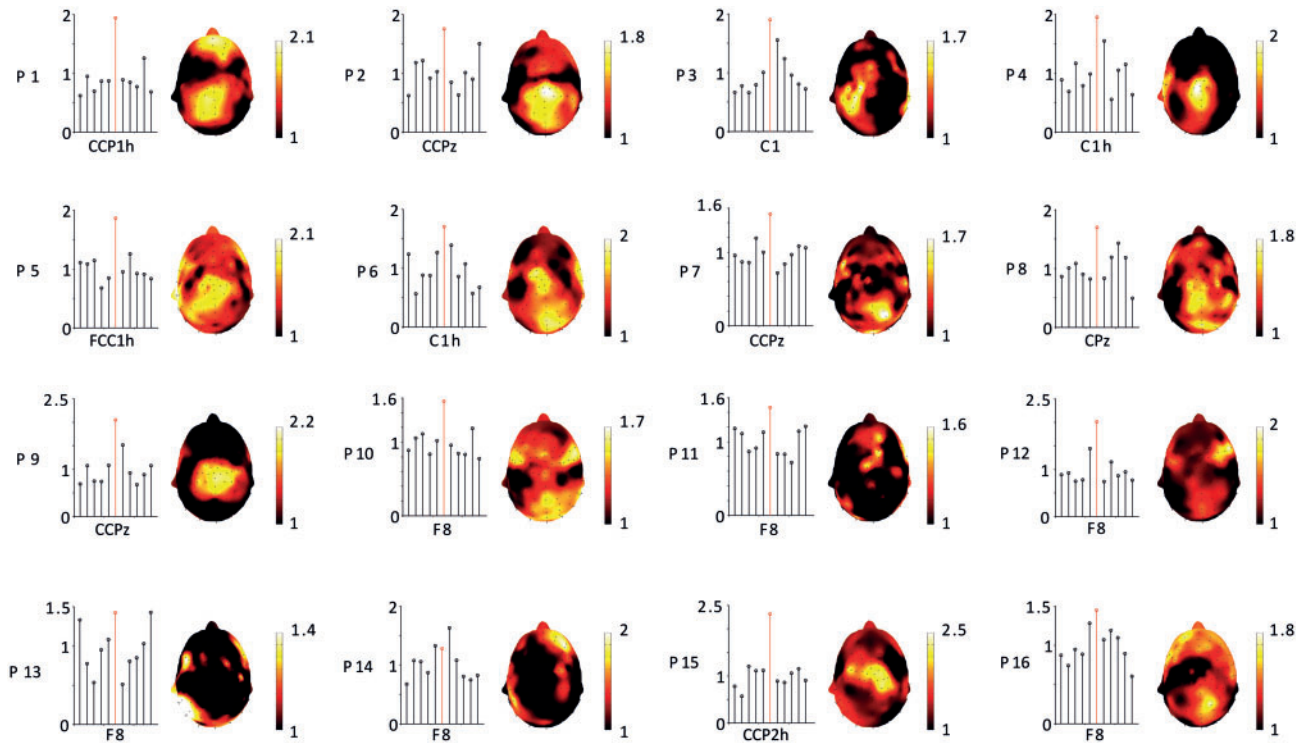 P 1 2 1 0 CCP1h 2.1 1
P 2 2 1 0 CCPz 1.8 1
P 3 2 1 0 C1 1.7 1
P 4 2 1 0 C1h 2 1
P 5 2 1 0 FCC1h 2.1 1
P 6 2 1 0 C1h 2 1
P 7 1.6 1 0 CCPz 1.7 1
P 8 2 1 0 CPz 1.8 1
P 9 2.5 1 0 CCPz 2.2 1
P 10 1.6 1 0 F8 1.7 1
P 11 1.6 1 0 F8 1.6 1
P 12 2.5 1 0 F8 2 1
P 13 1.5 1 0 F8 1.4 1
P 14 2 1 0 F8 2 1
P 15 2.5 1 0 CCP2h 2.5 1
P 16 1.5 1 0 F8 1.8 1